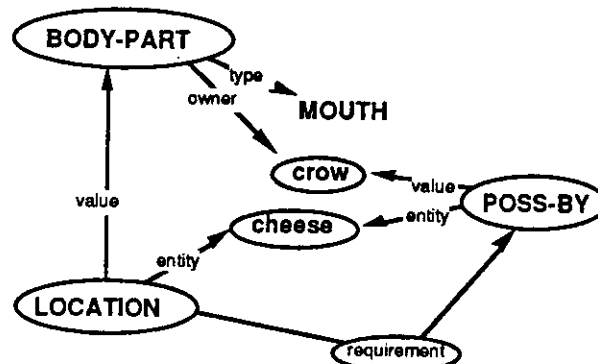 BODY-PART
type
owner
MOUTH
crow
value
POSS-BY
value
cheese
entity
entity
LOCATION
requirement